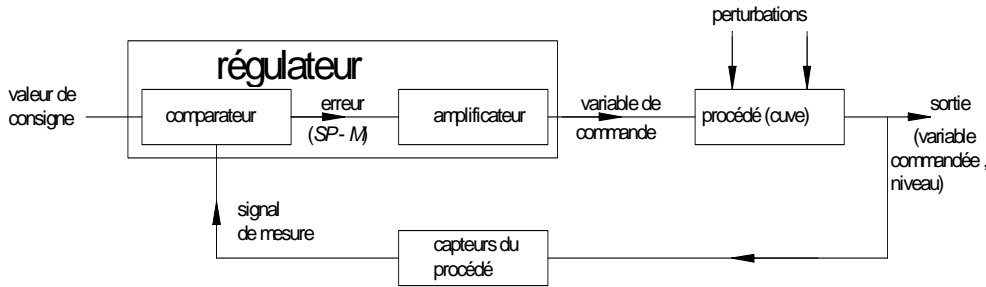 perturbations
régulateur
valeur de
consigne
comparateur
erreur
(SP - M)
amplificateur
variable de
commande
procédé (cuve)
sortie
(variable
commandée ,
niveau)
signal
de mesure
capteurs du
procédé